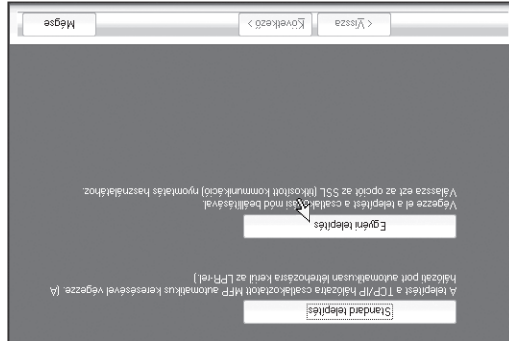 Standard telepítés
A telepítést a TCP/IP hálózatra csatlakoztatott MFP automatikus keresésével végezze. (A
hálózati port automatikusan létrehozásra kerül az LPR-rel.)
Egyéni telepítés
Végezze el a telepítést a csatlakozási mód beállításával.
Válassza ezt az opciót az SSL (titkosított kommunikáció) nyomtatás használatához.
< Vissza
Következő >
Mégse